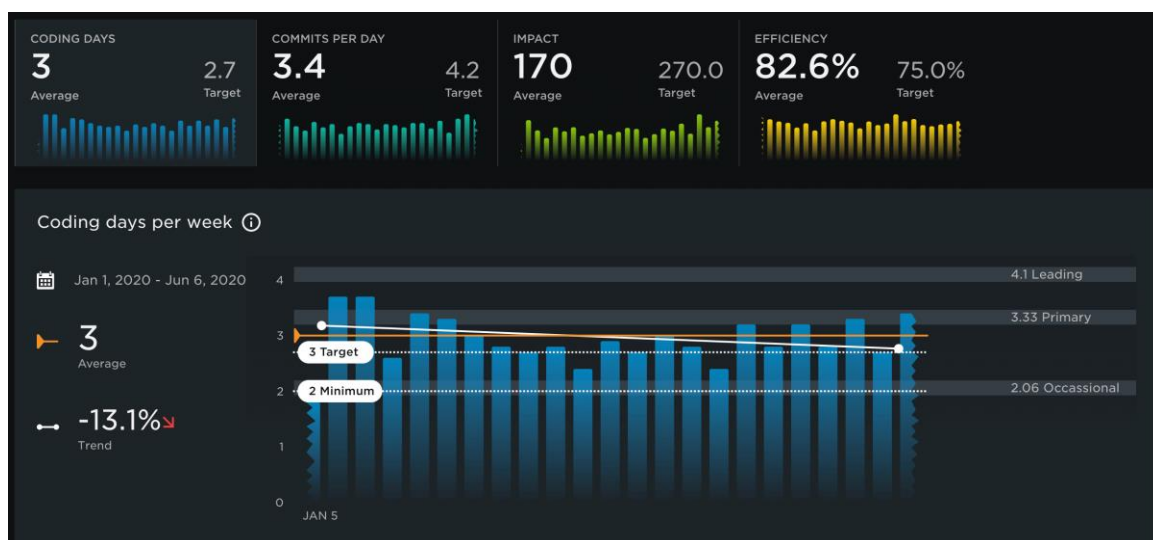 CODING DAYS
3 2.7
Average Target
COMMITS PER DAY
3.4 4.2
Average Target
IMPACT
170 270.0
Average Target
EFFICIENCY
82.6% 75.0%
Average Target
Coding days per week
Jan 1, 2020 - Jun 6, 2020
3
Average
-13.1%
Trend
4
3
2
1
0
4.1 Leading
3.33 Primary
3 Target
2 Minimum
2.06 Occassional
JAN 5